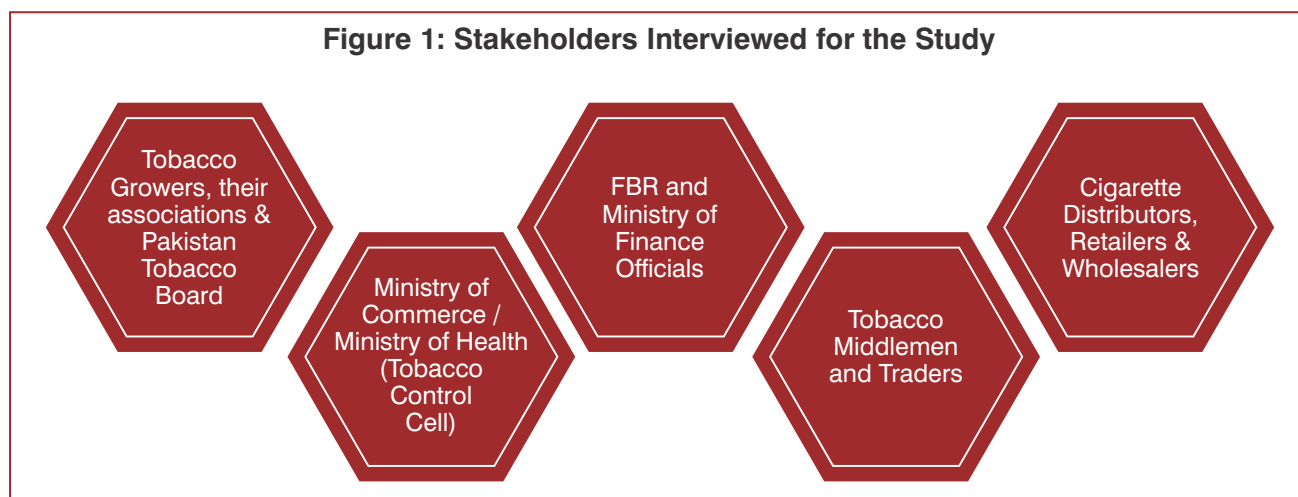 Figure 1: Stakeholders Interviewed for the Study
Tobacco
Growers, their
associations &
Pakistan
Tobacco
Board
Ministry of
Commerce /
Ministry of Health
(Tobacco
Control
Cell)
FBR and
Ministry of
Finance
Officials
Tobacco
Middlemen
and Traders
Cigarette
Distributors,
Retailers &
Wholesalers